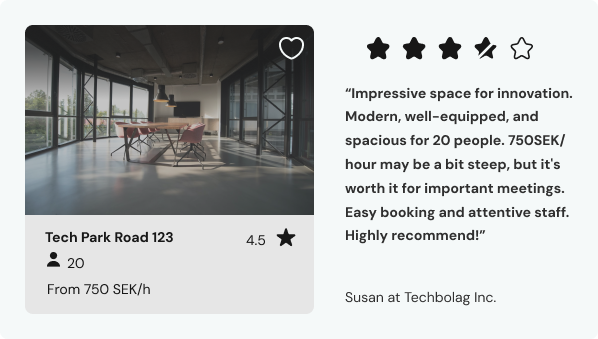 Tech Park Road 123
4.5
20
From 750 SEK/h
“Impressive space for innovation.
Modern, well-equipped, and
spacious for 20 people. 750SEK/
hour may be a bit steep, but it's
worth it for important meetings.
Easy booking and attentive staff.
Highly recommend!”
Susan at Techbolag Inc.